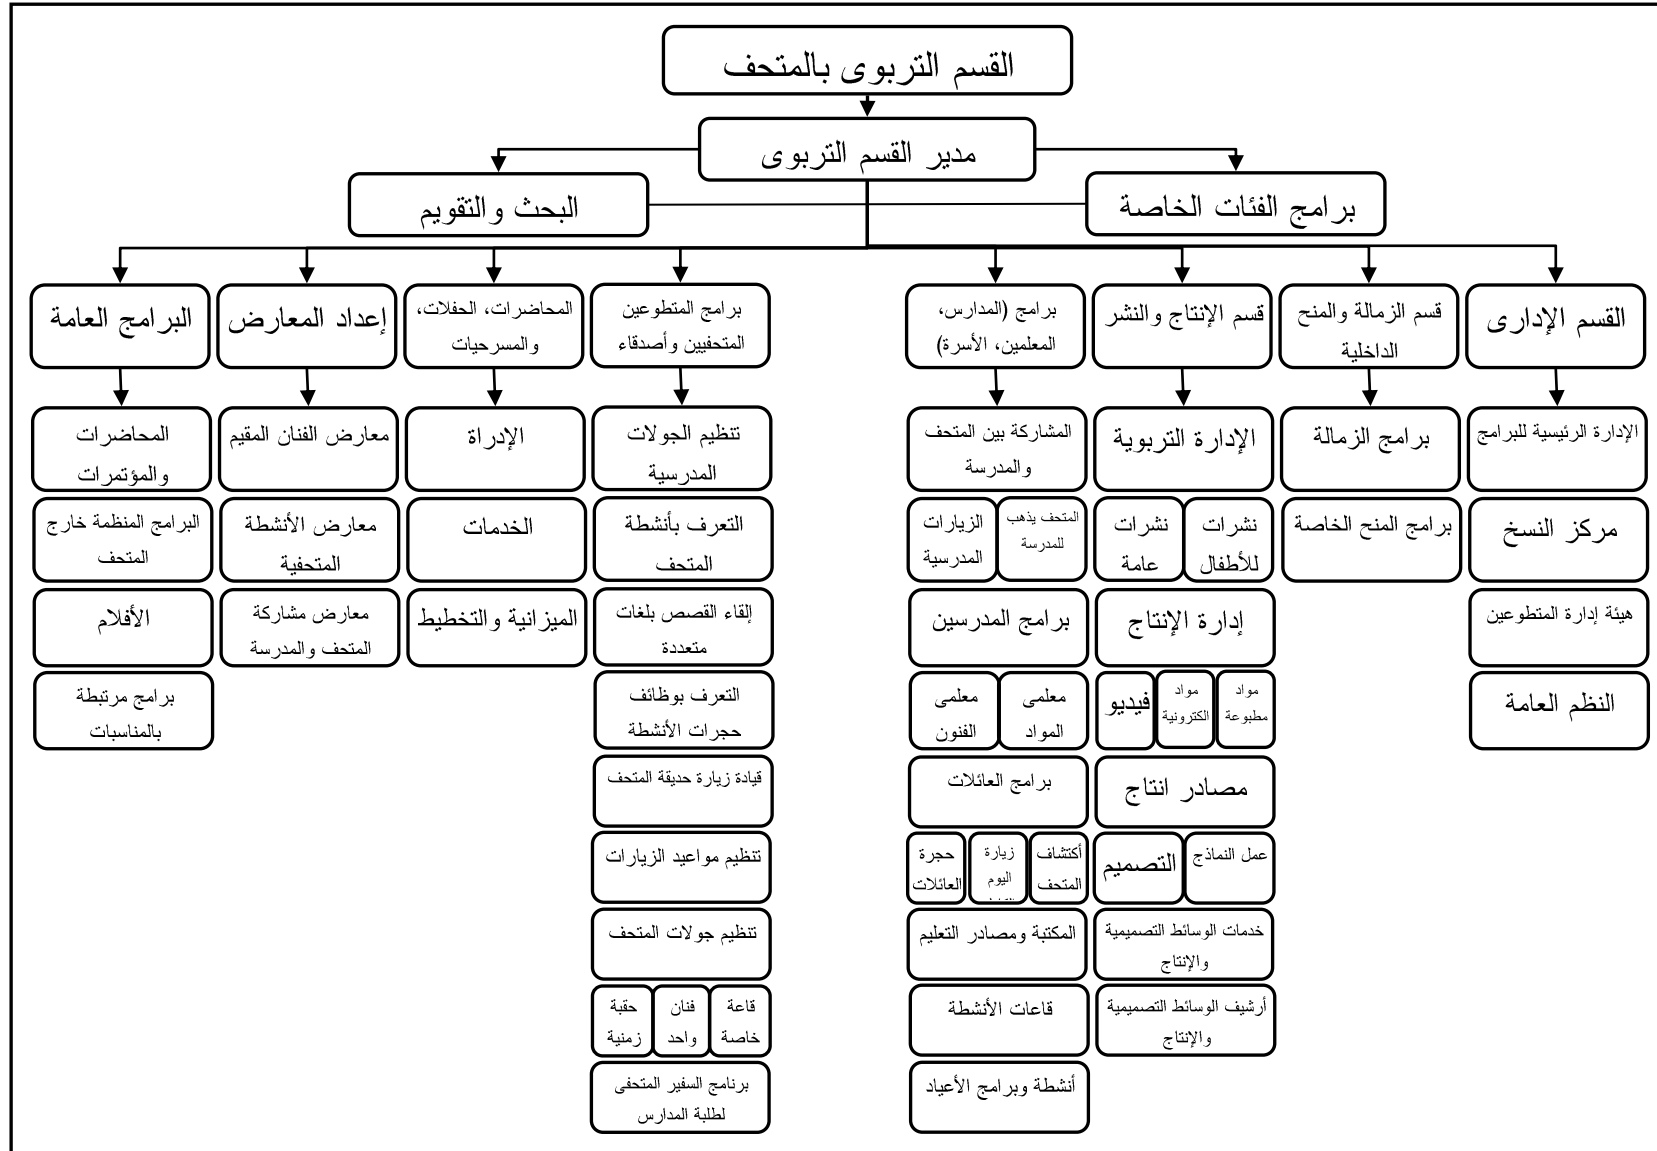 القسم التربوى بالمتحف
مدير القسم التربوى
برامج الفئات الخاصة
البحث والتقويم
القسم الإدارى
الإدارة الرئيسية للبرامج
مركز النسخ
هيئة إدارة المتطوعين
النظم العامة
قسم الزمالة والمنح
الداخلية
برامج الزمالة
برامج المنح الخاصة
قسم الإنتاج والنشر
الإدارة التربوية
نشرات
للأطفال
نشرات
عامة
إدارة الإنتاج
مواد
مطبوعة
مواد
الكترونية
فيديو
مصادر انتاج
عمل النماذج
التصميم
خدمات الوسائط التصميمية
والإنتاج
أرشيف الوسائط التصميمية
والإنتاج
برامج (المدارس،
المعلمين، الأسرة)
المشاركة بين المتحف
والمدرسة
المتحف يذهب
للمدرسة
الزيارات
المدرسية
برامج المدرسين
معلمى
المواد
معلمى
الفنون
برامج العائلات
أكتشاف
المتحف
زيارة
اليوم
حجرة
العائلات
المكتبة ومصادر التعليم
قاعات الأنشطة
أنشطة وبرامج الأعياد
برامج المتطوعين
المتحفيين وأصدقاء
تنظيم الجولات
المدرسية
التعرف بأنشطة
المتحف
إلقاء القصص بلغات
متعددة
التعرف بوظائف
حجرات الأنشطة
قيادة زيارة حديقة المتحف
تنظيم مواعيد الزيارات
تنظيم جولات المتحف
قاعة
خاصة
فنان
واحد
حقبة
زمنية
برنامج السفير المتحفى
لطلبة المدارس
المحاضرات، الحفلات،
والمسرحيات
الإدراة
الخدمات
الميزانية والتخطيط
إعداد المعارض
معارض الفنان المقيم
معارض الأنشطة
المتحفية
معارض مشاركة
المتحف والمدرسة
البرامج العامة
المحاضرات
والمؤتمرات
البرامج المنظمة خارج
المتحف
الأفلام
برامج مرتبطة
بالمناسبات